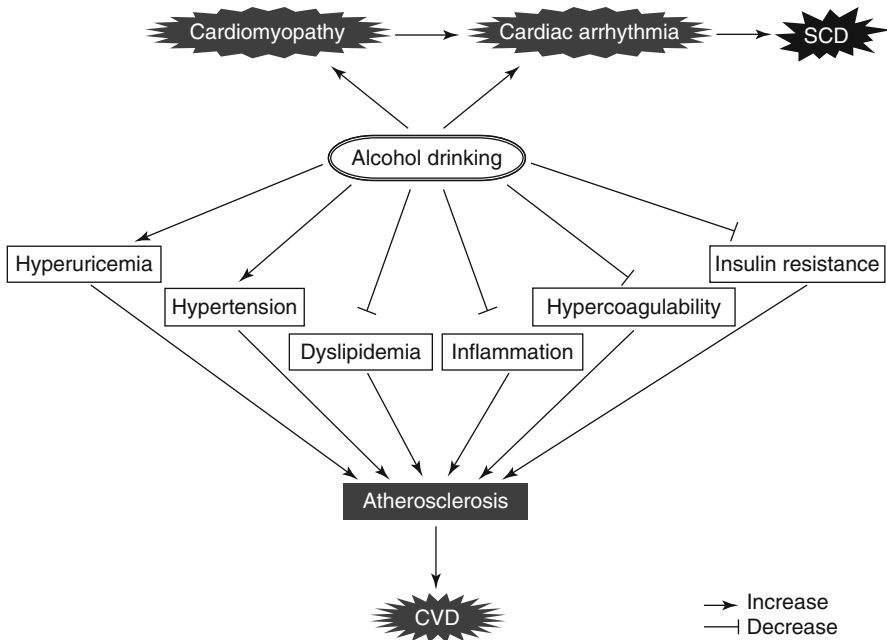 Cardiomyopathy
Cardiac arrhythmia
SCD
Alcohol drinking
Hyperuricemia
Insulin resistance
Hypertension
Hypercoagulability
Dyslipidemia
Inflammation
Atherosclerosis
CVD
Increase
Decrease